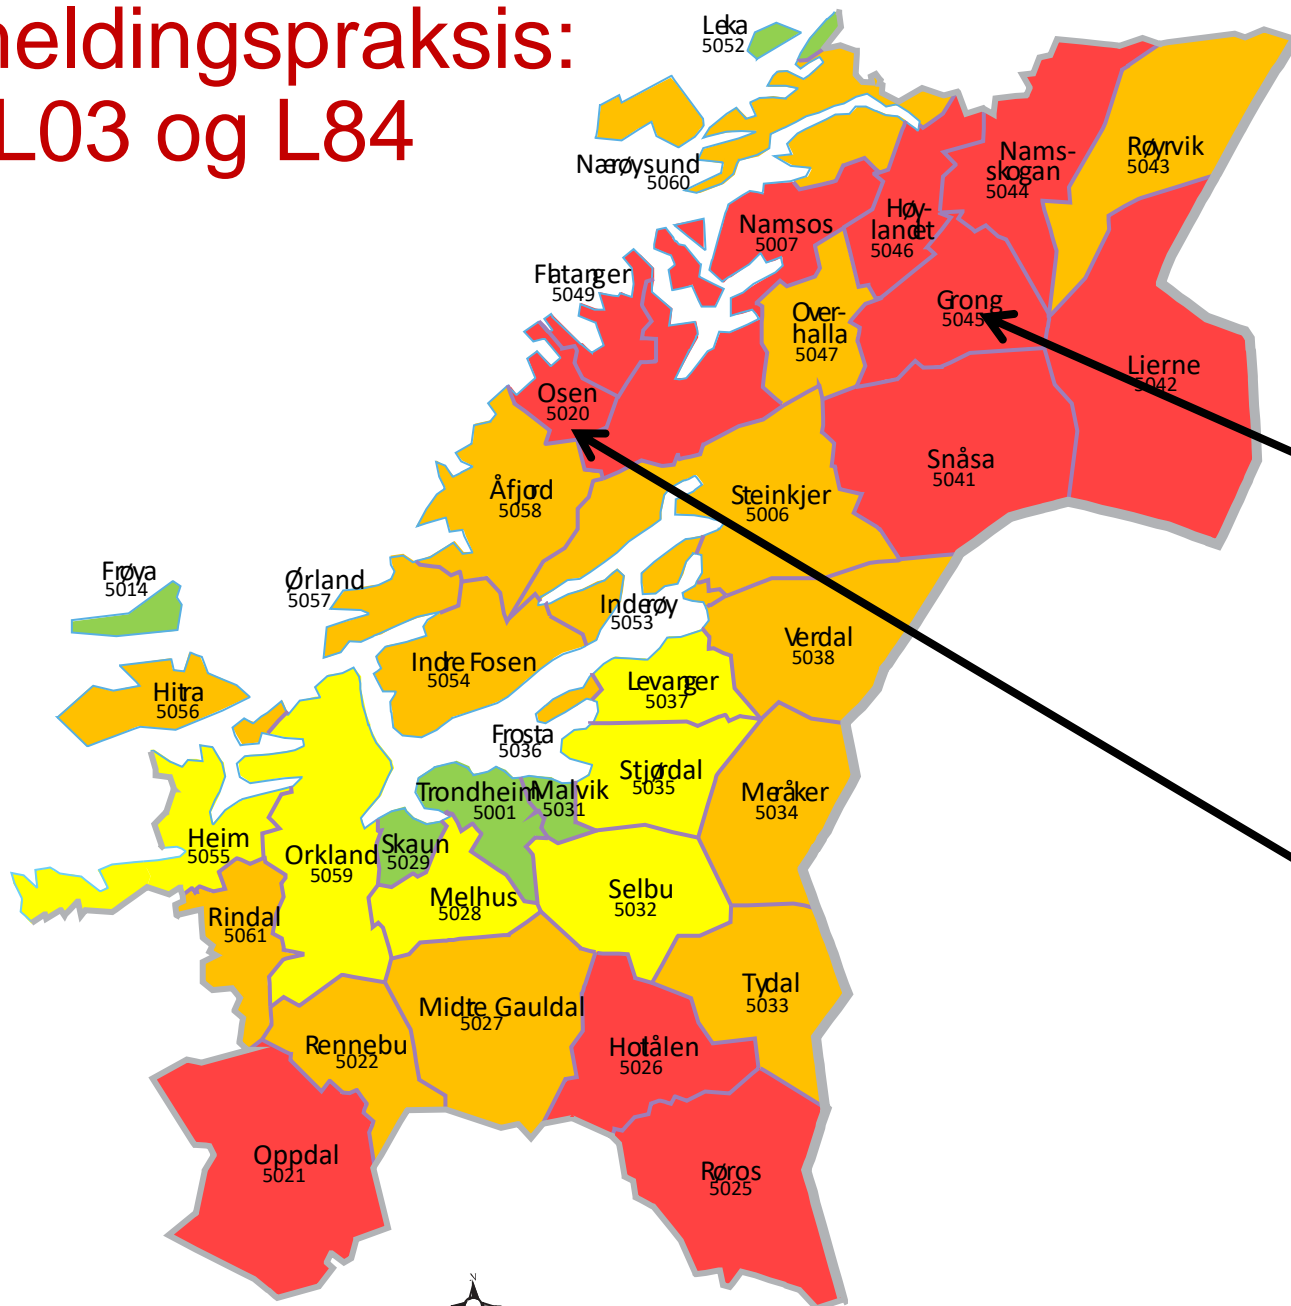 neldingspraksis:
L03 og L84
Leka
5052
Nærøysund
5060
Røyrvik
5043
Nams-
skogan
5044
Høy-
landet
5046
Namsos
5007
Flatanger
5049
Grong
5045
Over-
halla
5047
Lierne
5042
Osen
5020
Snåsa
5041
Åfjord
5058
Steinkjer
5006
Frøya
5014
Ørland
5057
Inderøy
5053
Verdal
5038
Indre Fosen
5054
Hitra
5056
Levanger
5037
Frosta
5036
Stjørdal
5035
Meråker
5034
Trondheim
5001
Malvik
5031
Heim
5055
Orkland
5059
Skaun
5029
Melhus
5028
Selbu
5032
Rindal
5061
Tydal
5033
Midtre Gauldal
5027
Rennebu
5022
Holtålen
5026
Oppdal
5021
Røros
5025
N